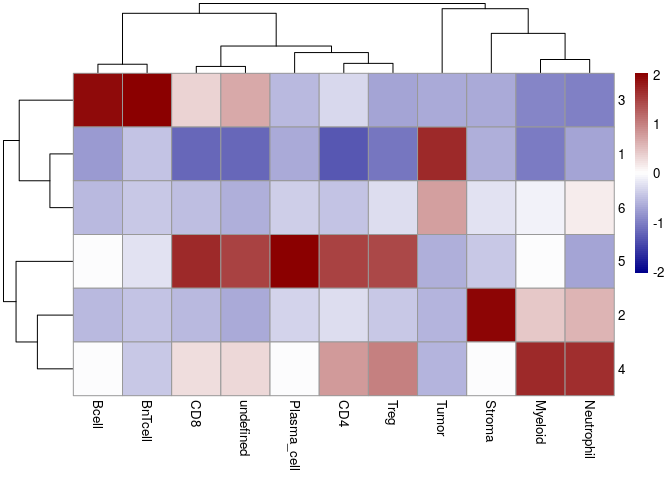 2
1
0
-1
-2
3
1
6
5
2
4
Bcell
BnTcell
CD8
undefined
Plasma_cell
CD4
Treg
Tumor
Stroma
Myeloid
Neutrophil